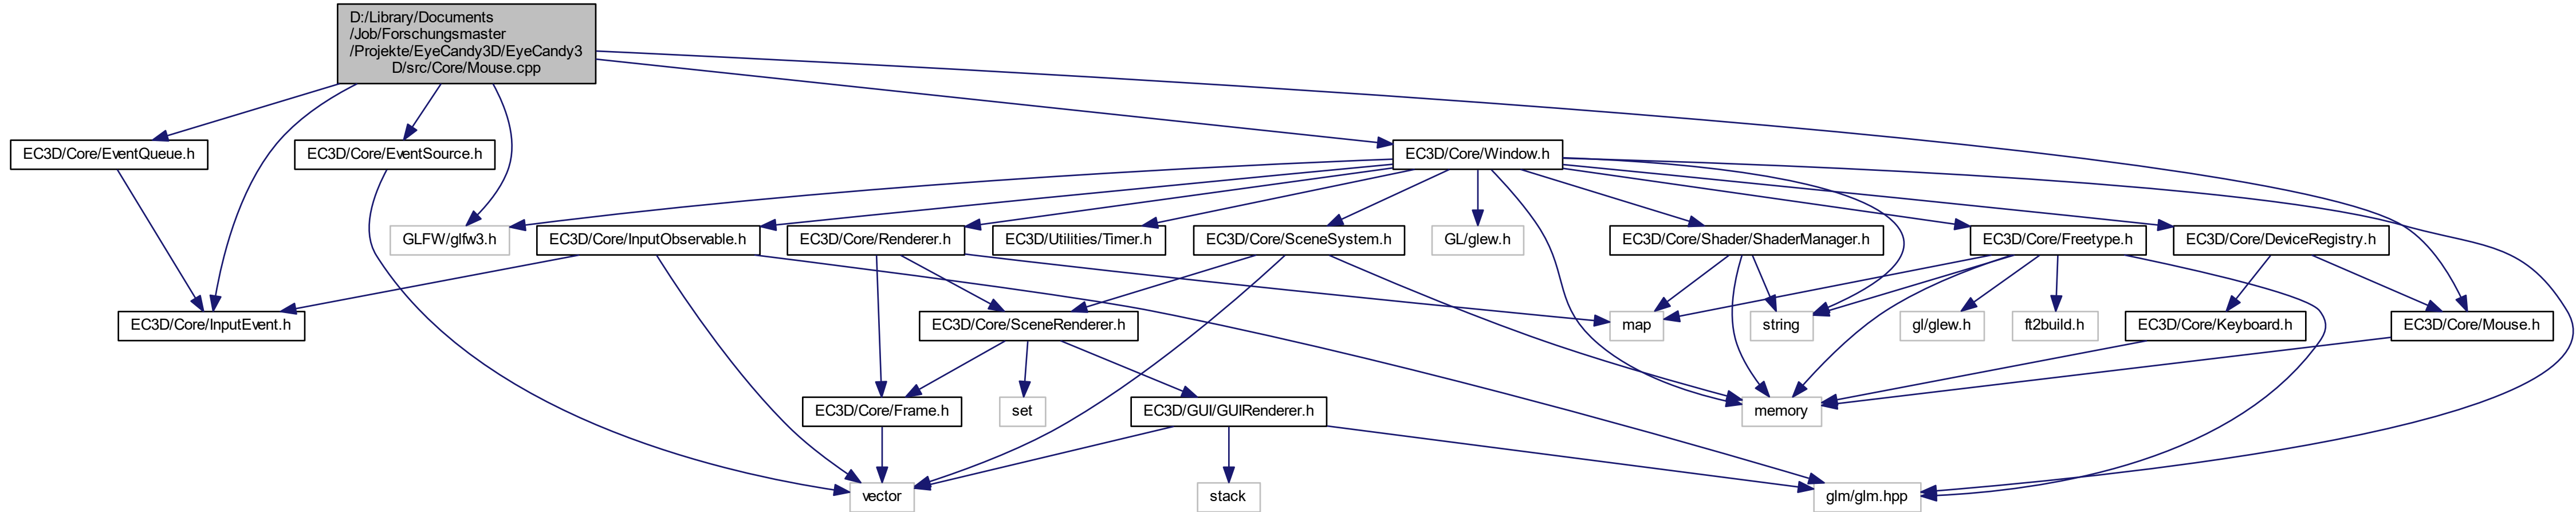 D:/Library/Documents
/Job/Forschungsmaster
/Projekte/EyeCandy3D/EyeCandy3
D/src/Core/Mouse.cpp
EC3D/Core/EventQueue.h
EC3D/Core/EventSource.h
EC3D/Core/Window.h
GLFW/glfw3.h
EC3D/Core/InputObservable.h
EC3D/Core/Renderer.h
EC3D/Utilities/Timer.h
EC3D/Core/SceneSystem.h
GL/glew.h
EC3D/Core/Shader/ShaderManager.h
EC3D/Core/Freetype.h
EC3D/Core/DeviceRegistry.h
EC3D/Core/InputEvent.h
EC3D/Core/SceneRenderer.h
map
string
gl/glew.h
ft2build.h
EC3D/Core/Keyboard.h
EC3D/Core/Mouse.h
EC3D/Core/Frame.h
set
EC3D/GUI/GUIRenderer.h
memory
vector
stack
glm/glm.hpp